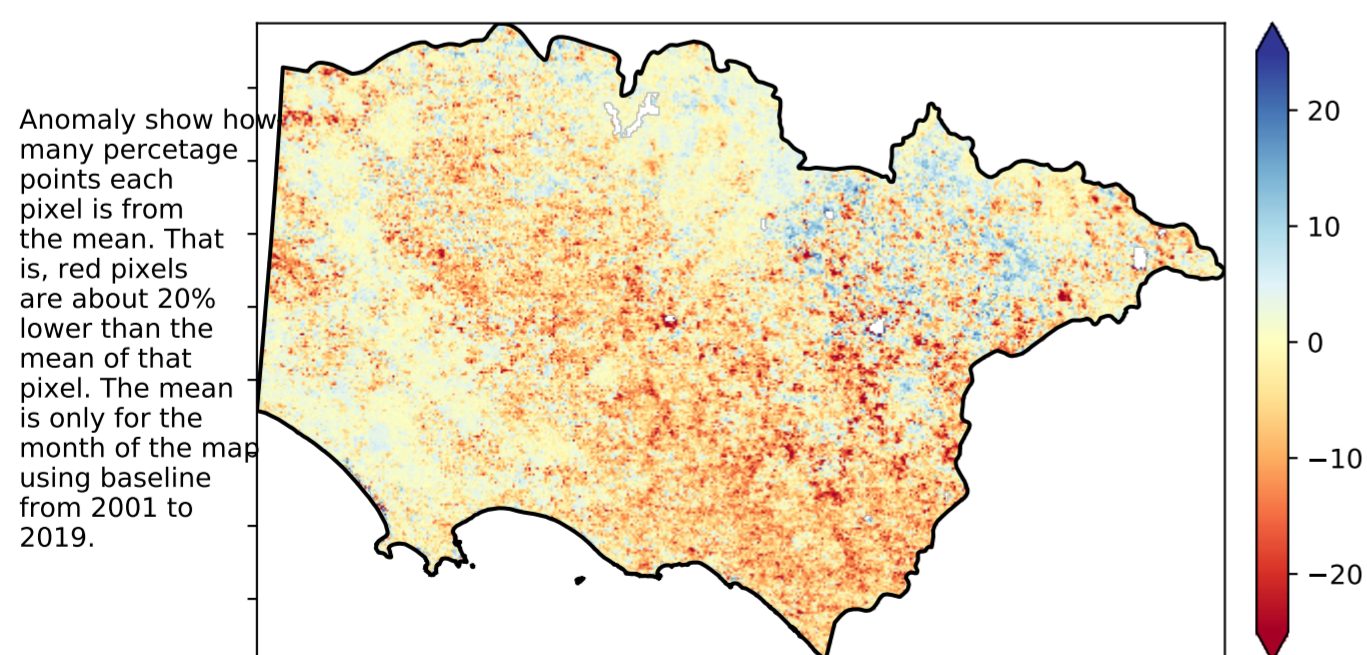 Anomaly show how
many percetage
points each
pixel is from
the mean. That
is, red pixels
are about 20%
lower than the
mean of that
pixel. The mean
is only for the
month of the map
using baseline
from 2001 to
2019.
20
10
0
−10
−20